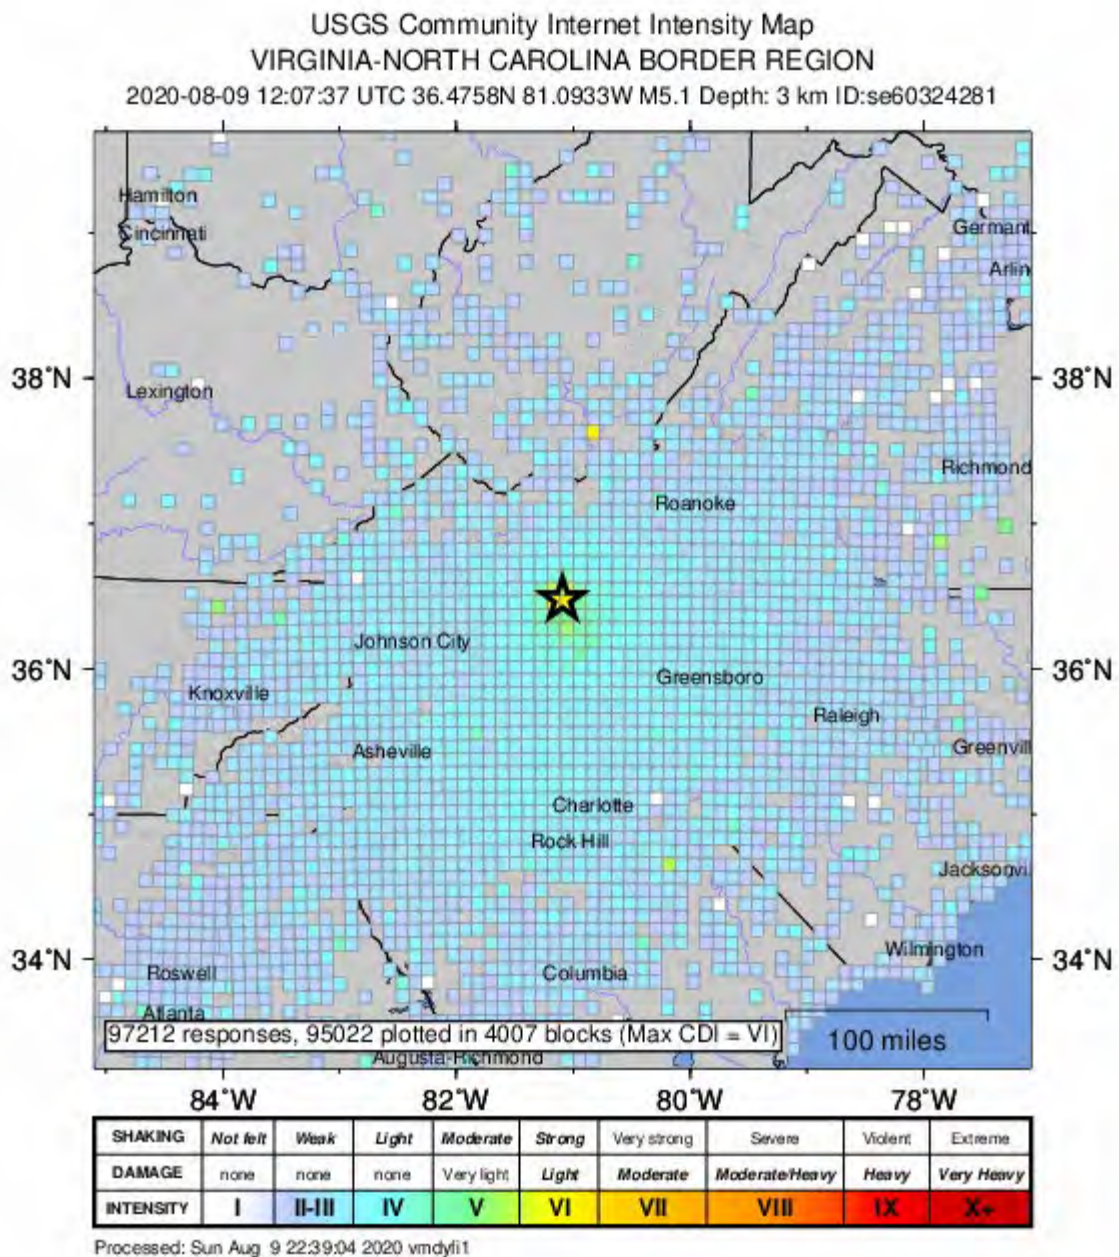 USGS Community Internet Intensity Map
VIRGINIA-NORTH CAROLINA BORDER REGION
2020-08-09 12:07:37 UTC 36.4758N 81.0933W M5.1 Depth: 3 km ID:se60324281
Hamilton
Cincinnati
Germant
Arlin
38°N
38°N
Lexington
Richmond
Roanoke
Johnson City
36°N
36°N
Greensboro
Knoxville
Raleigh
Asheville
Greenvill
Charlotte
Rock Hill
Jacksonvi
Wilmington
34°N
34°N
Roswell
Columbia
Atlanta
97212 responses, 95022 plotted in 4007 blocks (Max CDI = VI)
100 miles
Augusta-Richmond
84°W 82°W 80°W 78°W
SHAKING Not felt Weak Light Moderate Strong Very strong Severe Violent Extreme
DAMAGE none none none Very light Light Moderate Moderate/Heavy Heavy Very Heavy
INTENSITY I II-III IV V VI VII VIII IX X+
Processed: Sun Aug 9 22:39:04 2020 vmdyli1